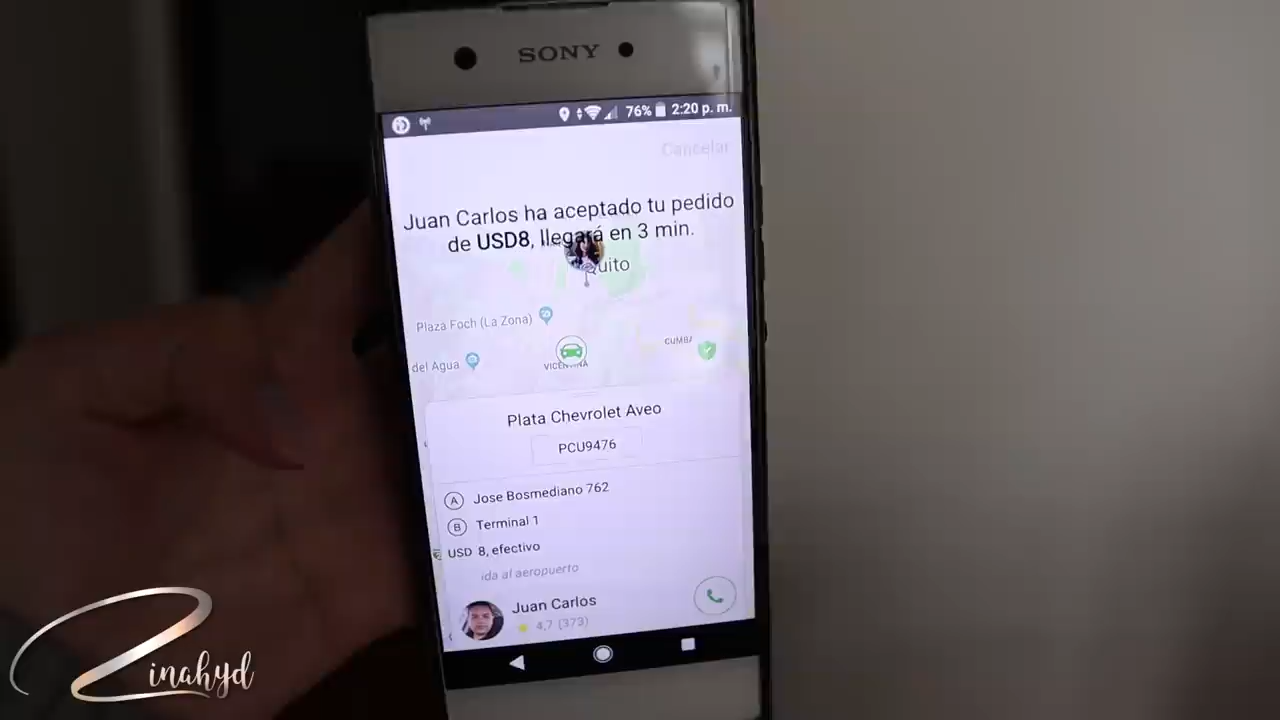 SONY
76% 2:20 p. m.
Cancelar
Juan Carlos ha aceptado tu pedido
de USD8, llegará en 3 min.
Quito
Plaza Foch (La Zona)
del Agua
VICENTINA
CUMBA
Plata Chevrolet Aveo
PCU9476
A Jose Bosmediano 762
B Terminal 1
USD 8, efectivo
ida al aeropuerto
Juan Carlos
4,7 (373)
Zinahyd